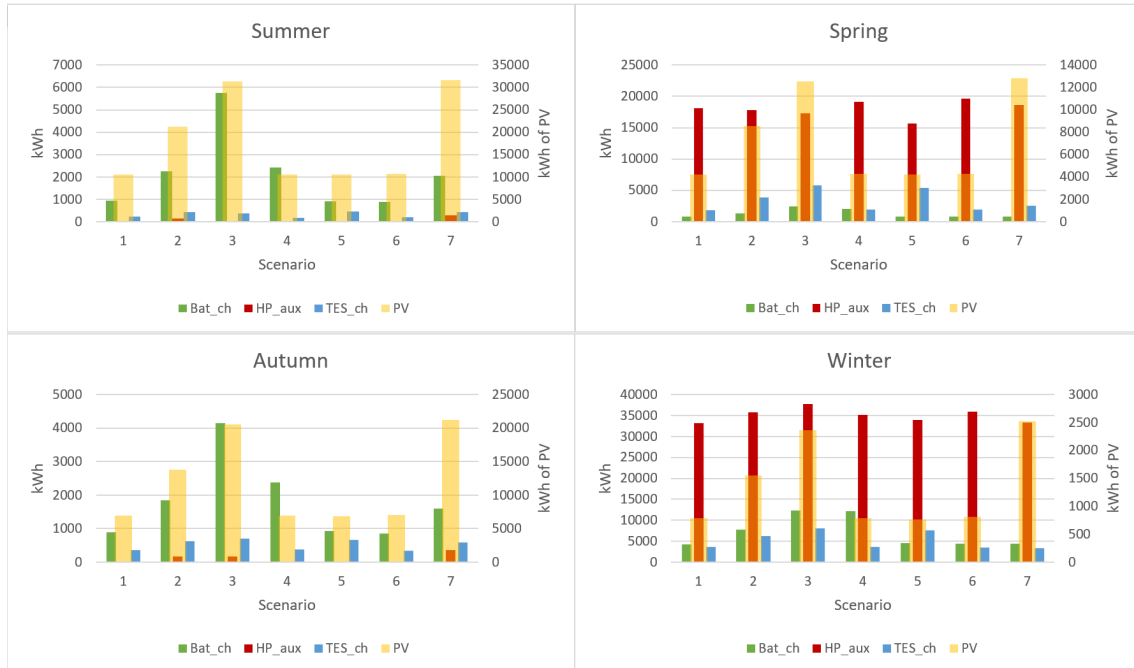 Summer
7000
6000
5000
4000
3000
2000
1000
0
kWh
35000
30000
25000
20000
15000
10000
5000
0
kWh of PV
1 2 3 4 5 6 7
Scenario
Bat_ch HP_aux TES_ch PV
Spring
25000
20000
15000
10000
5000
0
kWh
14000
12000
10000
8000
6000
4000
2000
0
kWh of PV
1 2 3 4 5 6 7
Scenario
Bat_ch HP_aux TES_ch PV
Autumn
5000
4000
3000
2000
1000
0
kWh
25000
20000
15000
10000
5000
0
kWh of PV
1 2 3 4 5 6 7
Scenario
Bat_ch HP_aux TES_ch PV
Winter
40000
35000
30000
25000
20000
15000
10000
5000
0
kWh
3000
2500
2000
1500
1000
500
0
kWh of PV
1 2 3 4 5 6 7
Scenario
Bat_ch HP_aux TES_ch PV